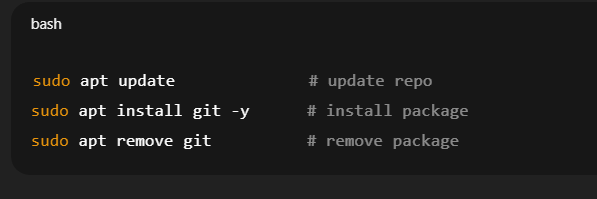 bash
sudo apt update # update repo
sudo apt install git -y # install package
sudo apt remove git # remove package